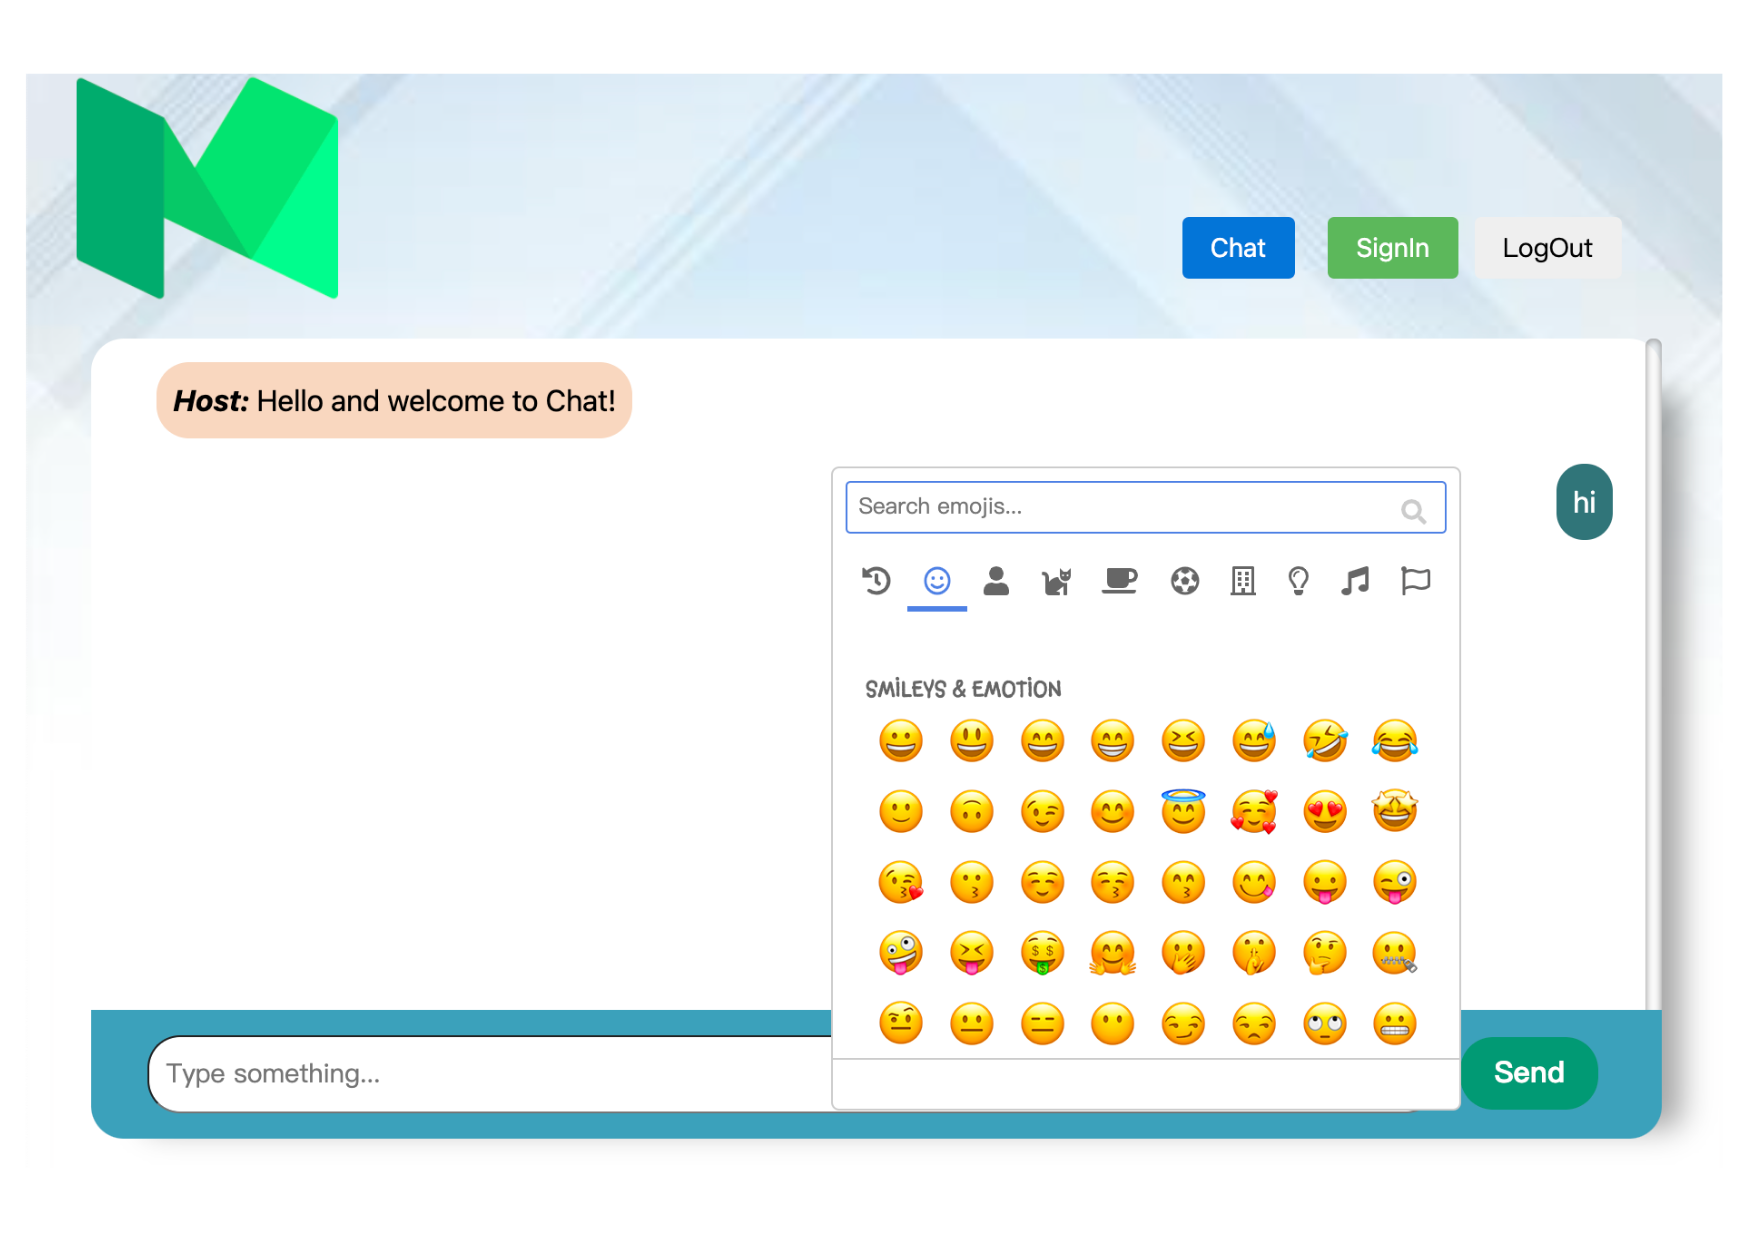 Chat
SignIn
LogOut
Host: Hello and welcome to Chat!
hi
Search emojis...
SMiLEYS & EMOTiON
Type something...
Send